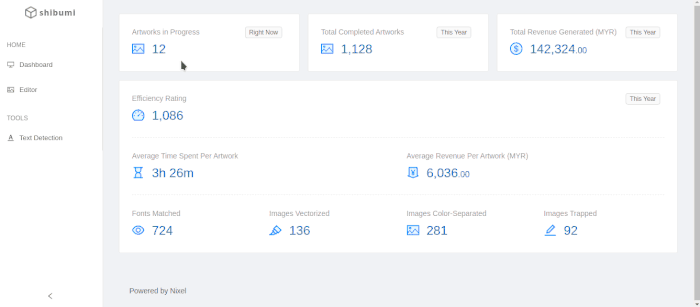 shibumi
HOME
Dashboard
Editor
TOOLS
Text Detection
Artworks in Progress
Right Now
12
Total Completed Artworks
This Year
1,128
Total Revenue Generated (MYR)
This Year
142,324.00
Efficiency Rating
This Year
1,086
Average Time Spent Per Artwork
3h 26m
Average Revenue Per Artwork (MYR)
6,036.00
Fonts Matched
724
Images Vectorized
136
Images Color-Separated
281
Images Trapped
92
Powered by Nixel